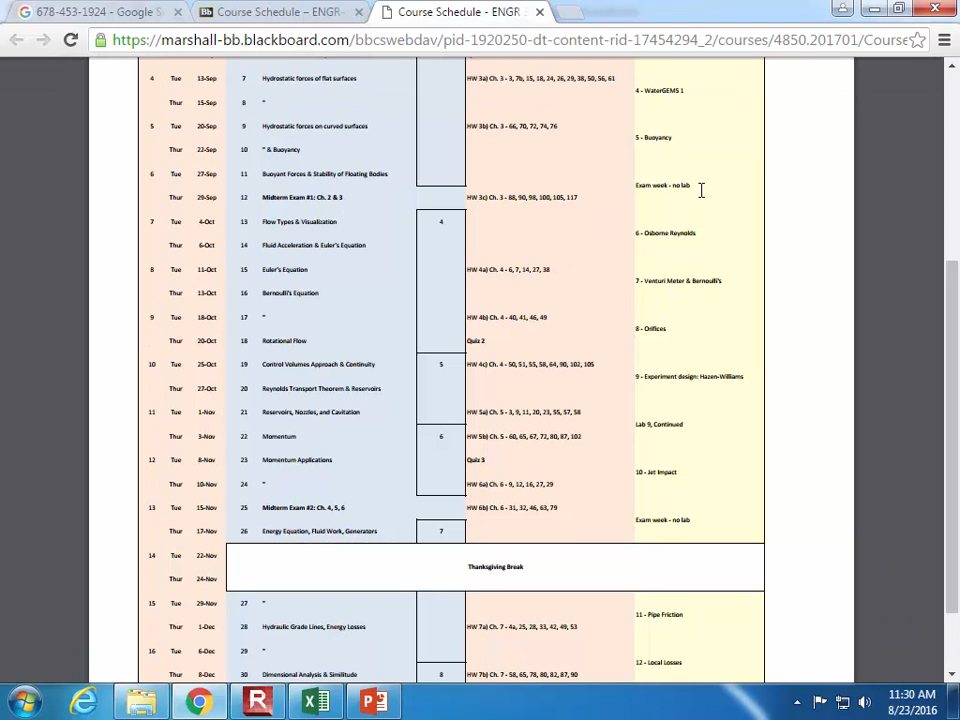 678-453-1924 - Google S
Course Schedule – ENGR-
Course Schedule - ENGR
https://marshall-bb.blackboard.com/bbcswebdav/pid-1920250-dt-content-rid-17454294_2/courses/4850.201701/Course
4 Tue 13-Sep 7 Hydrostatic forces of flat surfaces HW 3a) Ch. 3 - 3, 7b, 15, 18, 24, 26, 29, 38, 50, 56, 61
4 - WaterGEMS 1
Thur 15-Sep 8 "
5 Tue 20-Sep 9 Hydrostatic forces on curved surfaces HW 3b) Ch. 3 - 66, 70, 72, 74, 76
5 - Buoyancy
Thur 22-Sep 10 " & Buoyancy
6 Tue 27-Sep 11 Buoyant Forces & Stability of Floating Bodies
Exam week - no lab
Thur 29-Sep 12 Midterm Exam #1: Ch. 2 & 3 HW 3c) Ch. 3 - 88, 90, 98, 100, 105, 117
7 Tue 4-Oct 13 Flow Types & Visualization 4
6 - Osborne Reynolds
Thur 6-Oct 14 Fluid Acceleration & Euler's Equation
8 Tue 11-Oct 15 Euler's Equation HW 4a) Ch. 4 - 6, 7, 14, 27, 38
7 - Venturi Meter & Bernoulli's
Thur 13-Oct 16 Bernoulli's Equation
9 Tue 18-Oct 17 " HW 4b) Ch. 4 - 40, 41, 46, 49
8 - Orifices
Thur 20-Oct 18 Rotational Flow Quiz 2
10 Tue 25-Oct 19 Control Volumes Approach & Continuity 5 HW 4c) Ch. 4 - 50, 51, 55, 58, 64, 90, 102, 105
9 - Experiment design: Hazen-Williams
Thur 27-Oct 20 Reynolds Transport Theorem & Reservoirs
11 Tue 1-Nov 21 Reservoirs, Nozzles, and Cavitation HW 5a) Ch. 5 - 3, 9, 11, 20, 23, 55, 57, 58
Lab 9, Continued
Thur 3-Nov 22 Momentum 6 HW 5b) Ch. 5 - 60, 65, 67, 72, 80, 87, 102
12 Tue 8-Nov 23 Momentum Applications Quiz 3
10 - Jet Impact
Thur 10-Nov 24 " HW 6a) Ch. 6 - 9, 12, 16, 27, 29
13 Tue 15-Nov 25 Midterm Exam #2: Ch. 4, 5, 6 HW 6b) Ch. 6 - 31, 32, 46, 63, 79
Exam week - no lab
Thur 17-Nov 26 Energy Equation, Fluid Work, Generators 7
14 Tue 22-Nov
Thanksgiving Break
Thur 24-Nov
15 Tue 29-Nov 27 "
11 - Pipe Friction
Thur 1-Dec 28 Hydraulic Grade Lines, Energy Losses HW 7a) Ch. 7 - 4a, 25, 28, 33, 42, 49, 53
16 Tue 6-Dec 29 "
12 - Local Losses
Thur 8-Dec 30 Dimensional Analysis & Similitude 8 HW 7b) Ch. 7 - 58, 65, 78, 80, 82, 87, 90
11:30 AM
8/23/2016